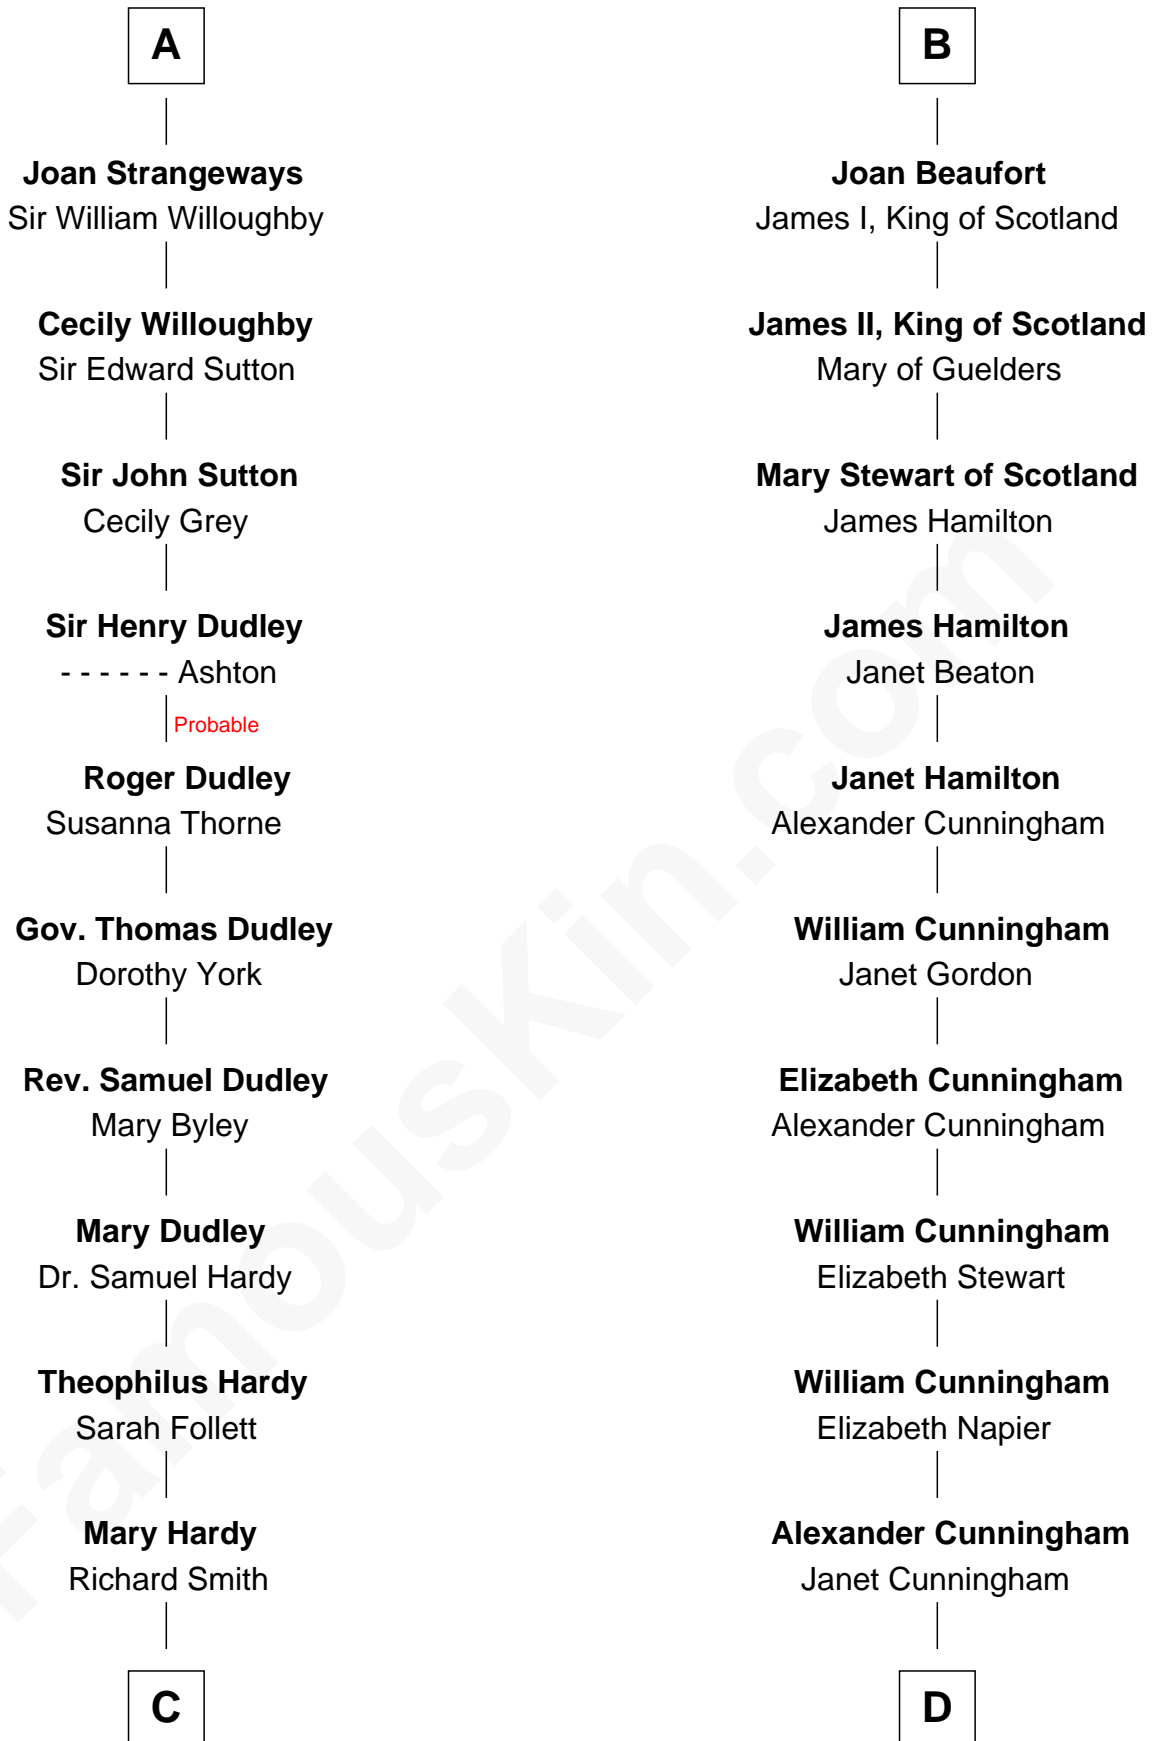 A
Joan Strangeways
Sir William Willoughby
Cecily Willoughby
Sir Edward Sutton
Sir John Sutton
Cecily Grey
Sir Henry Dudley
- - - - - - Ashton
Probable
Roger Dudley
Susanna Thorne
Gov. Thomas Dudley
Dorothy York
Rev. Samuel Dudley
Mary Byley
Mary Dudley
Dr. Samuel Hardy
Theophilus Hardy
Sarah Follett
Mary Hardy
Richard Smith
C
B
Joan Beaufort
James I, King of Scotland
James II, King of Scotland
Mary of Guelders
Mary Stewart of Scotland
James Hamilton
James Hamilton
Janet Beaton
Janet Hamilton
Alexander Cunningham
William Cunningham
Janet Gordon
Elizabeth Cunningham
Alexander Cunningham
William Cunningham
Elizabeth Stewart
William Cunningham
Elizabeth Napier
Alexander Cunningham
Janet Cunningham
D
FamousKin.com